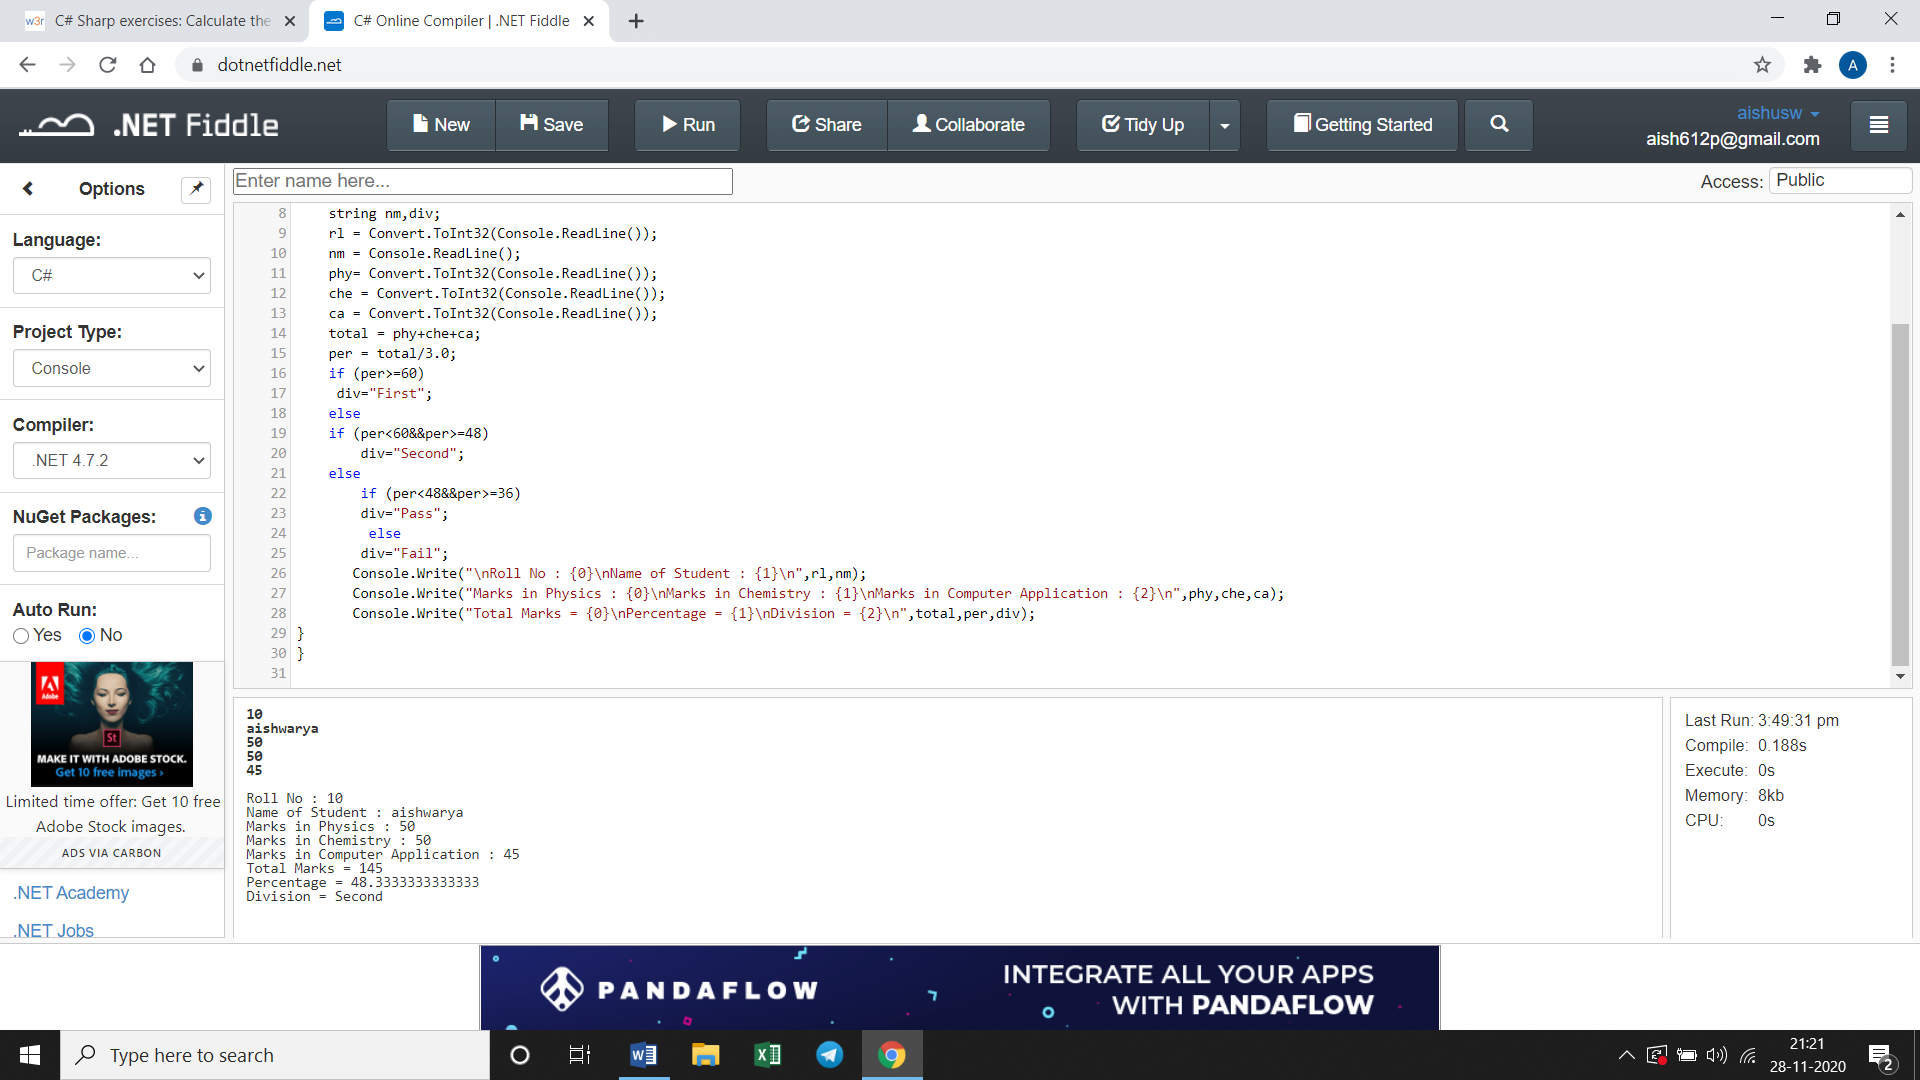 w3r C# Sharp exercises: Calculate the
C# Online Compiler | .NET Fiddle
dotnetfiddle.net
A
.NET Fiddle
New
Save
Run
Share
Collaborate
Tidy Up
Getting Started
aishusw
aish612p@gmail.com
Options
Enter name here...
Access: Public
Language:
C#
Project Type:
Console
Compiler:
.NET 4.7.2
NuGet Packages:
Package name...
Auto Run:
Yes No
Adobe
St
MAKE IT WITH ADOBE STOCK.
Get 10 free images ›
Limited time offer: Get 10 free
Adobe Stock images.
ADS VIA CARBON
.NET Academy
.NET Jobs
8 string nm,div;
9 rl = Convert.ToInt32(Console.ReadLine());
10 nm = Console.ReadLine();
11 phy= Convert.ToInt32(Console.ReadLine());
12 che = Convert.ToInt32(Console.ReadLine());
13 ca = Convert.ToInt32(Console.ReadLine());
14 total = phy+che+ca;
15 per = total/3.0;
16 if (per>=60)
17 div="First";
18 else
19 if (per<60&&per>=48)
20 div="Second";
21 else
22 if (per<48&&per>=36)
23 div="Pass";
24 else
25 div="Fail";
26 Console.Write("\nRoll No : {0}\nName of Student : {1}\n",rl,nm);
27 Console.Write("Marks in Physics : {0}\nMarks in Chemistry : {1}\nMarks in Computer Application : {2}\n",phy,che,ca);
28 Console.Write("Total Marks = {0}\nPercentage = {1}\nDivision = {2}\n",total,per,div);
29 }
30 }
31
10
aishwarya
50
50
45
Roll No : 10
Name of Student : aishwarya
Marks in Physics : 50
Marks in Chemistry : 50
Marks in Computer Application : 45
Total Marks = 145
Percentage = 48.3333333333333
Division = Second
Last Run: 3:49:31 pm
Compile: 0.188s
Execute: 0s
Memory: 8kb
CPU: 0s
PANDAFLOW
INTEGRATE ALL YOUR APPS
WITH PANDAFLOW
Type here to search
21:21
28-11-2020
2